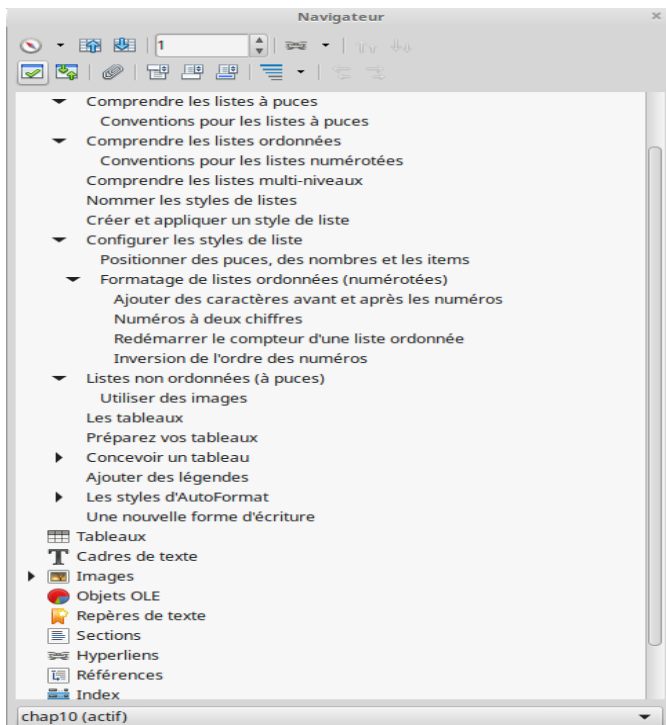 Navigateur
1
Comprendre les listes à puces
Conventions pour les listes à puces
Comprendre les listes ordonnées
Conventions pour les listes numérotées
Comprendre les listes multi-niveaux
Nommer les styles de listes
Créer et appliquer un style de liste
Configurer les styles de liste
Positionner des puces, des nombres et les items
Formatage de listes ordonnées (numérotées)
Ajouter des caractères avant et après les numéros
Numéros à deux chiffres
Redémarrer le compteur d'une liste ordonnée
Inversion de l'ordre des numéros
Listes non ordonnées (à puces)
Utiliser des images
Les tableaux
Préparez vos tableaux
Concevoir un tableau
Ajouter des légendes
Les styles d'AutoFormat
Une nouvelle forme d'écriture
Tableaux
Cadres de texte
Images
Objets OLE
Repères de texte
Sections
Hyperliens
Références
Index
chap10 (actif)